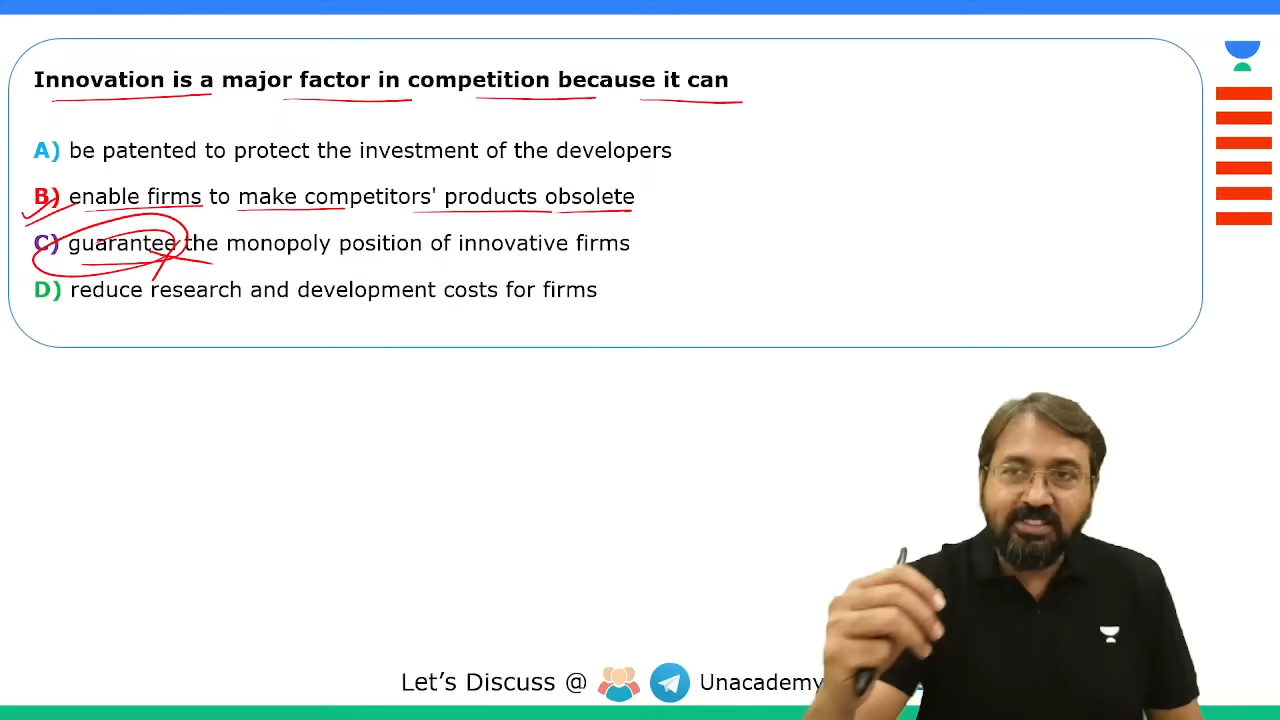 Innovation is a major factor in competition because it can
A) be patented to protect the investment of the developers
B) enable firms to make competitors' products obsolete
C) guarantee the monopoly position of innovative firms
D) reduce research and development costs for firms
Let’s Discuss @ Unacademy